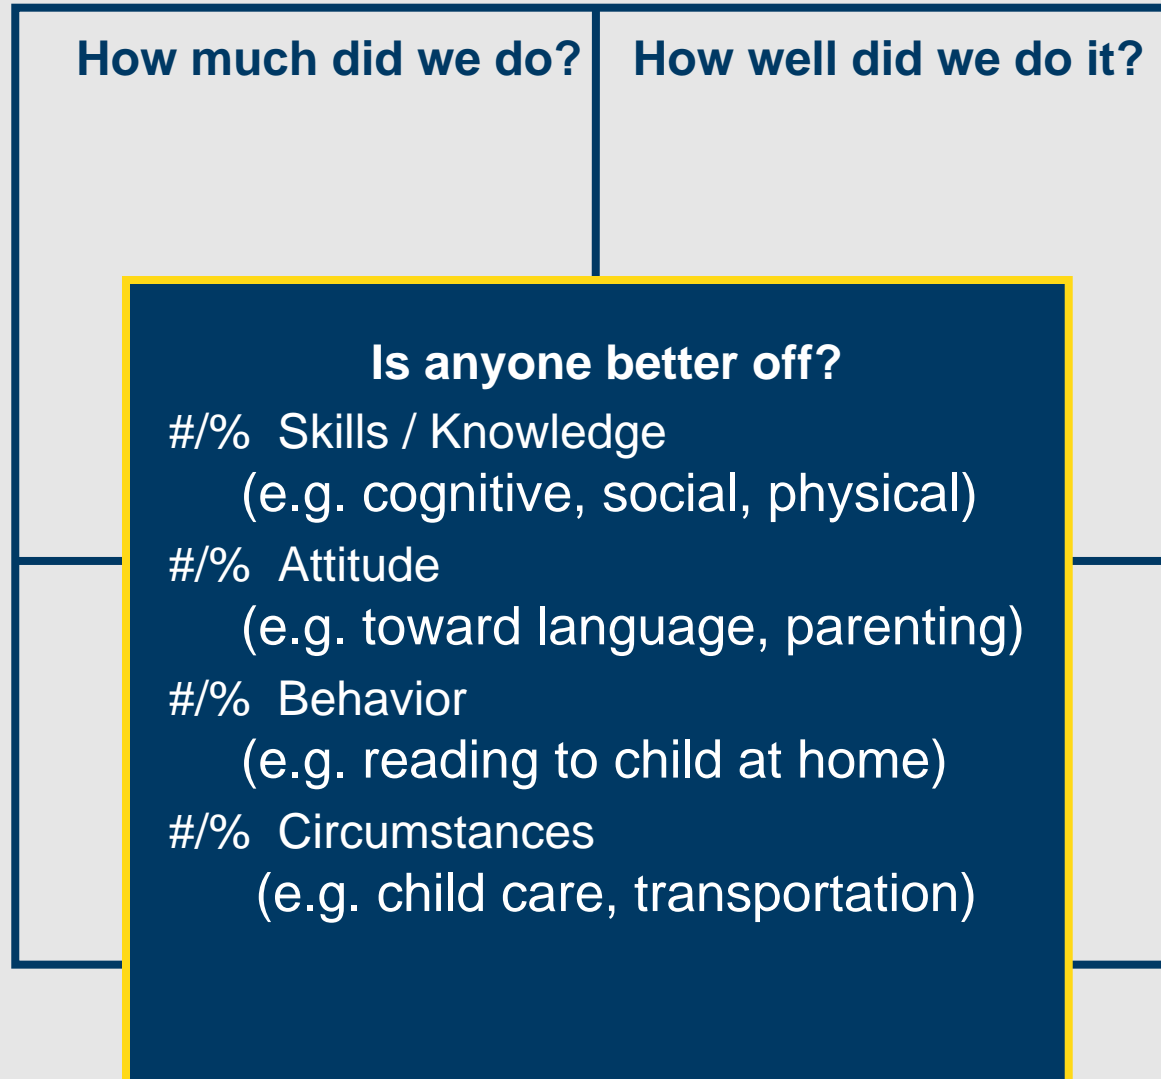 How much did we do?
How well did we do it?
Is anyone better off?
#/% Skills / Knowledge
(e.g. cognitive, social, physical)
#/% Attitude
(e.g. toward language, parenting)
#/% Behavior
(e.g. reading to child at home)
#/% Circumstances
(e.g. child care, transportation)